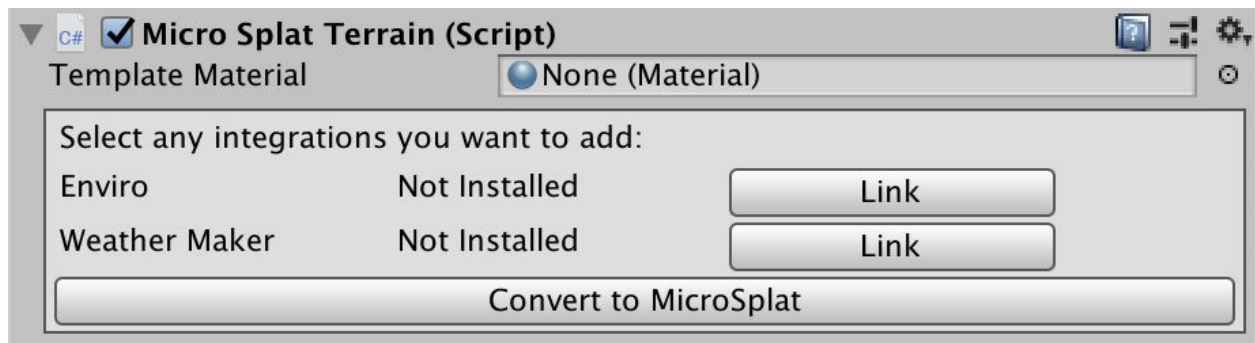 C# Micro Splat Terrain (Script)
Template Material None (Material)
Select any integrations you want to add:
Enviro Not Installed Link
Weather Maker Not Installed Link
Convert to MicroSplat